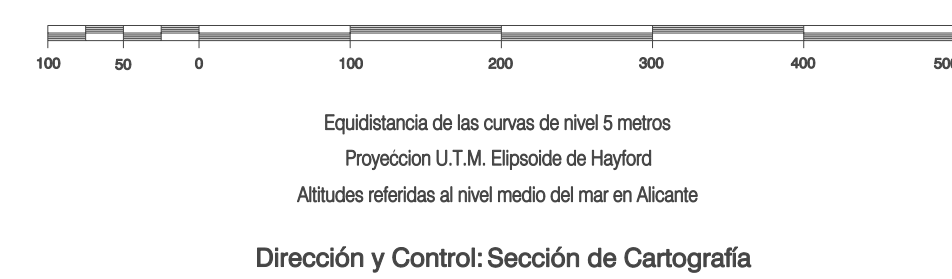 100 50 0 100 200 300 400
Equidistancia de las curvas de nivel 5 metros
Proyećcion U.T.M. Elipsoide de Hayford
Altitudes referidas al nivel medio del mar en Alicante
Dirección y Control: Sección de Cartografía